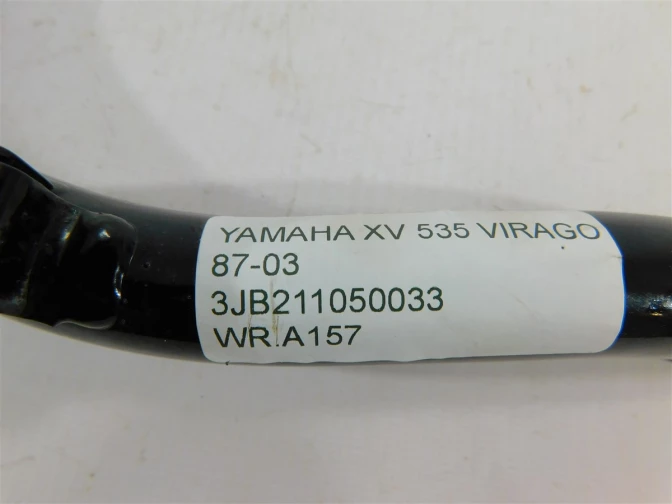 YAMAHA XV 535 VIRAGO
87-03
3JB211050033
WR.A157